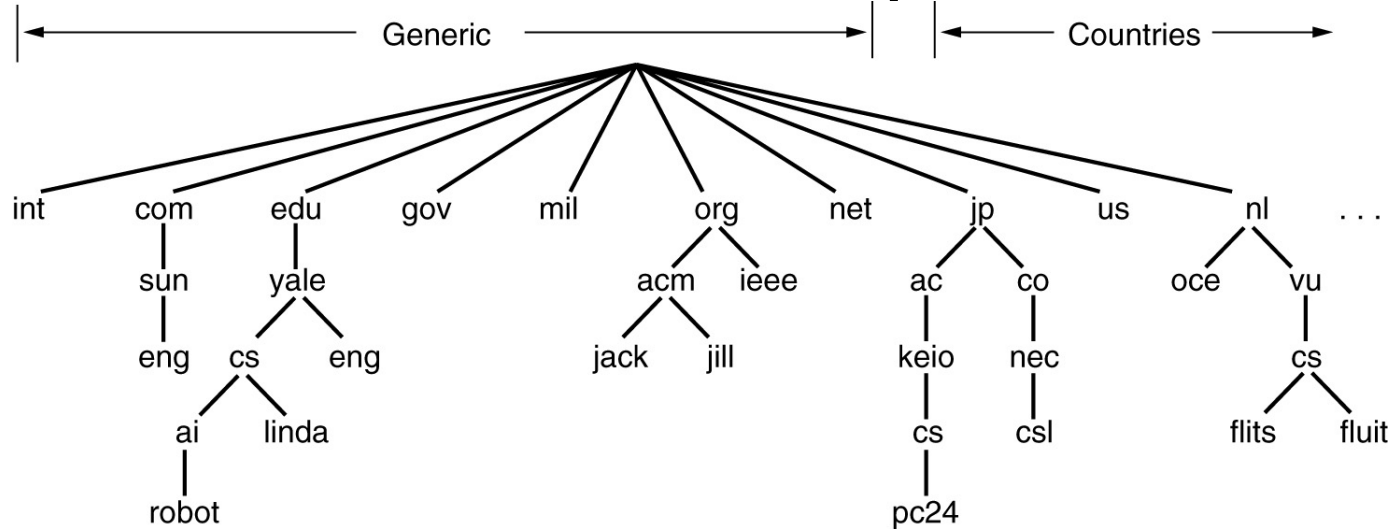 Generic Countries
int com edu gov mil org net jp us nl . . .
sun yale acm ieee ac co oce vu
eng cs eng jack jill keio nec cs
ai linda cs csl flits fluit
robot pc24